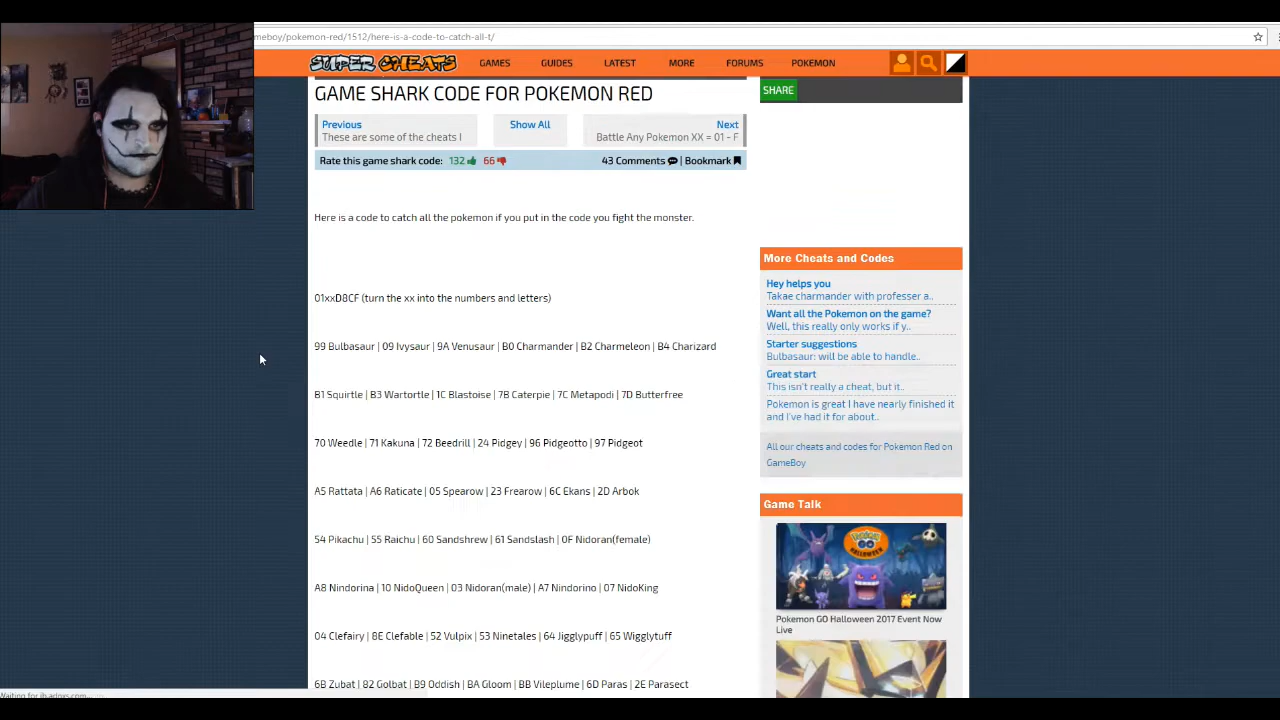 meboy/pokemon-red/1512/here-is-a-code-to-catch-all-t/
SUPER CHEATS GAMES GUIDES LATEST MORE FORUMS POKEMON
GAME SHARK CODE FOR POKEMON RED
SHARE
Previous Show All Next
These are some of the cheats I Battle Any Pokemon XX = 01 - F
Rate this game shark code: 132 66 43 Comments | Bookmark
Here is a code to catch all the pokemon if you put in the code you fight the monster.
01xxD8CF (turn the xx into the numbers and letters)
99 Bulbasaur | 09 Ivysaur | 9A Venusaur | B0 Charmander | B2 Charmeleon | B4 Charizard
B1 Squirtle | B3 Wartortle | 1C Blastoise | 7B Caterpie | 7C Metapodi | 7D Butterfree
70 Weedle | 71 Kakuna | 72 Beedrill | 24 Pidgey | 96 Pidgeotto | 97 Pidgeot
A5 Rattata | A6 Raticate | 05 Spearow | 23 Frearow | 6C Ekans | 2D Arbok
54 Pikachu | 55 Raichu | 60 Sandshrew | 61 Sandslash | 0F Nidoran(female)
A8 Nindorina | 10 NidoQueen | 03 Nidoran(male) | A7 Nindorino | 07 NidoKing
04 Clefairy | 8E Clefable | 52 Vulpix | 53 Ninetales | 64 Jigglypuff | 65 Wigglytuff
6B Zubat | 82 Golbat | B9 Oddish | BA Gloom | BB Vileplume | 6D Paras | 2E Parasect
More Cheats and Codes
Hey helps you
Takae charmander with professer a..
Want all the Pokemon on the game?
Well, this really only works if y..
Starter suggestions
Bulbasaur: will be able to handle..
Great start
This isn't really a cheat, but it..
Pokemon is great I have nearly finished it
and I've had it for about..
All our cheats and codes for Pokemon Red on
GameBoy
Game Talk
HALLOWEEN
Pokemon GO Halloween 2017 Event Now
Live